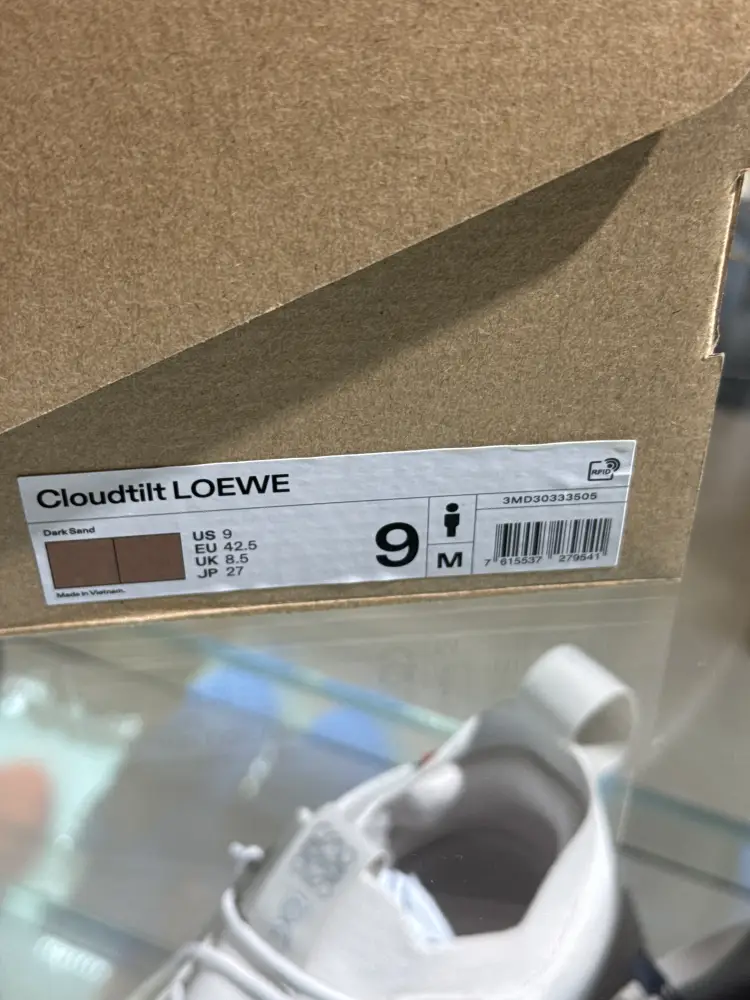 Cloudtilt LOEWE
RFID
Dark Sand
US 9
EU 42.5
UK 8.5
JP 27
Made in Vietnam.
9
M
3MD30333505
7 615537 279541